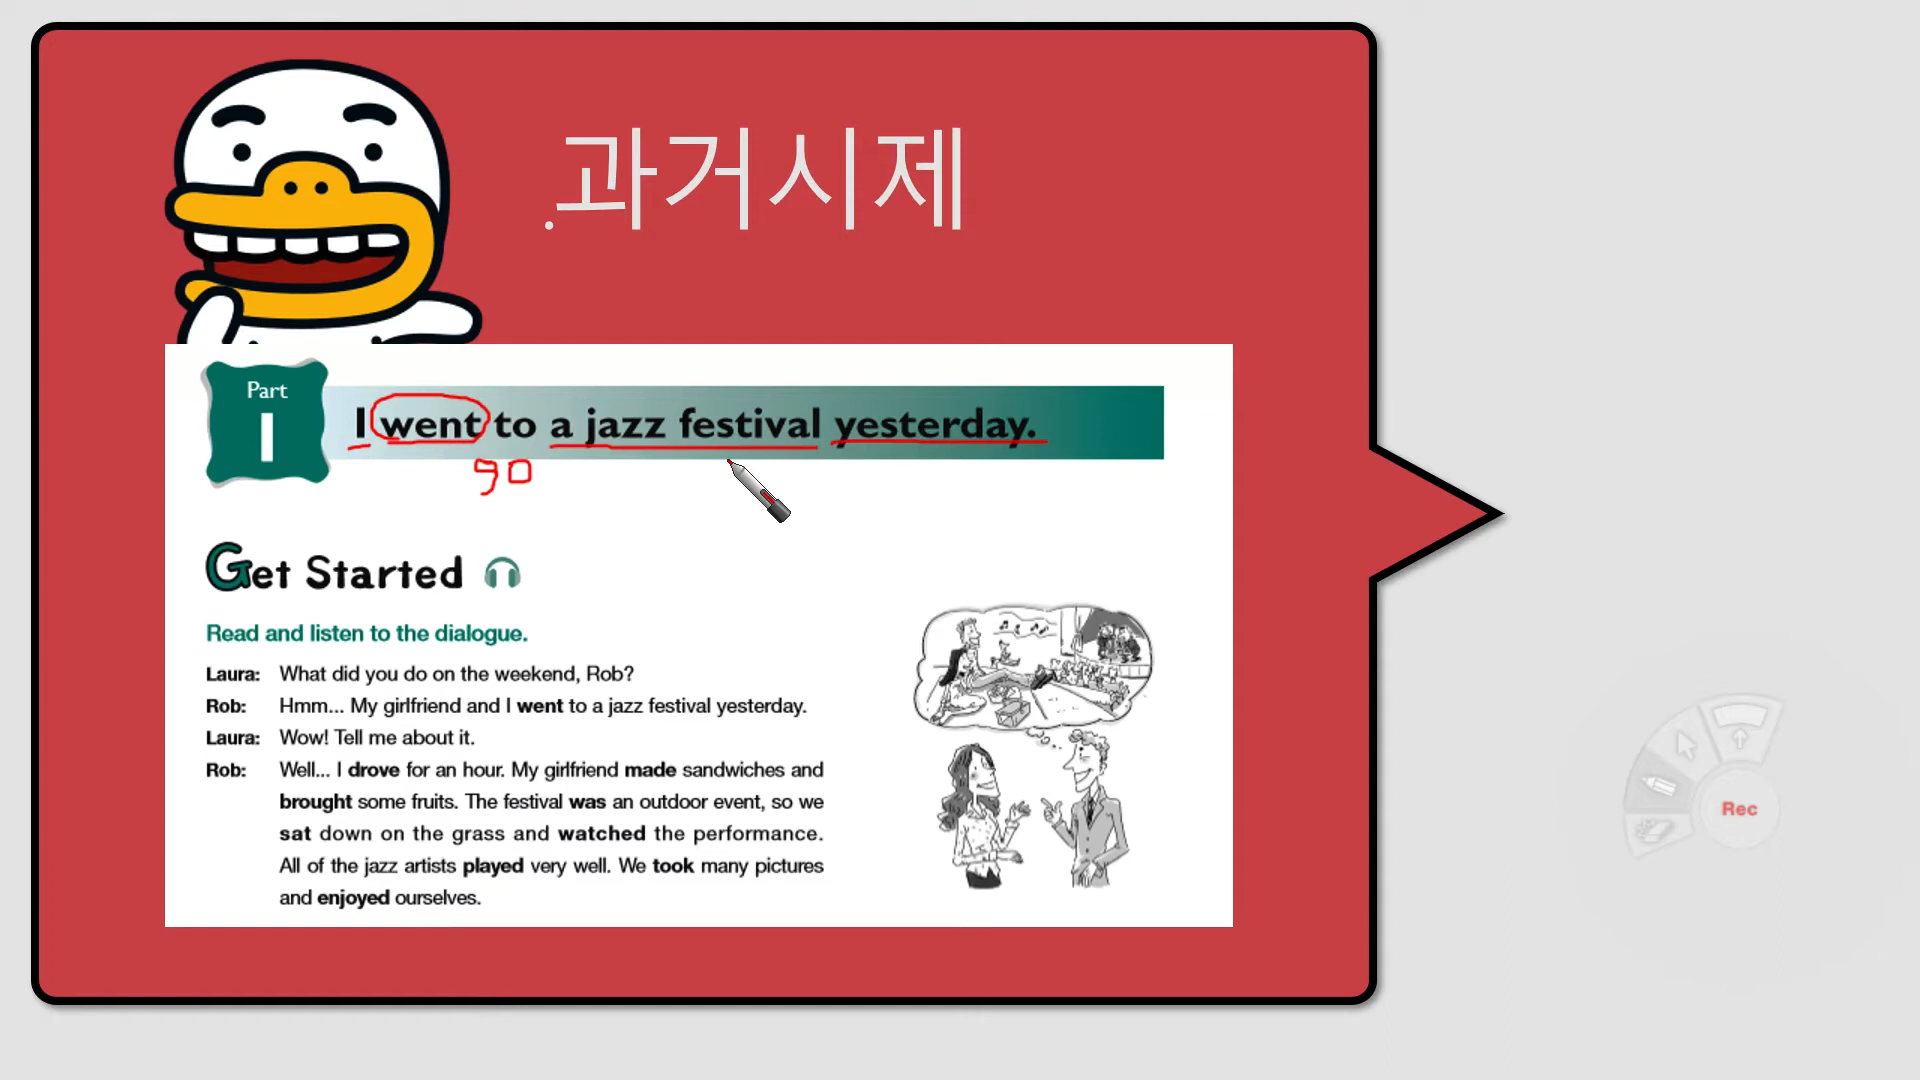 .과거시제
Part
1
I went to a jazz festival yesterday.
go
Get Started
Read and listen to the dialogue.
Laura: What did you do on the weekend, Rob?
Rob: Hmm... My girlfriend and I went to a jazz festival yesterday.
Laura: Wow! Tell me about it.
Rob: Well... I drove for an hour. My girlfriend made sandwiches and
brought some fruits. The festival was an outdoor event, so we
sat down on the grass and watched the performance.
All of the jazz artists played very well. We took many pictures
and enjoyed ourselves.
Rec